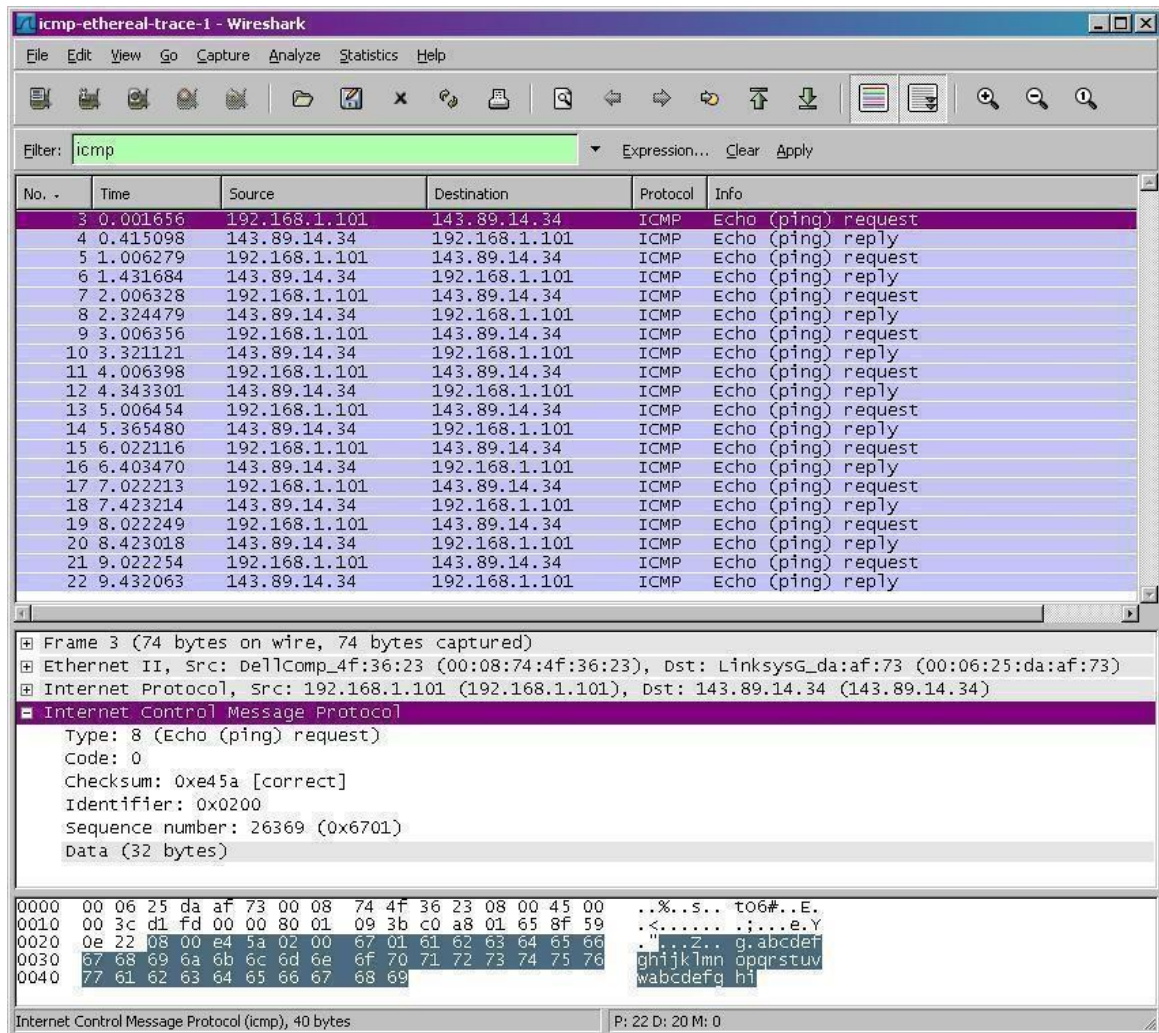 icmp-ethereal-trace-1 - Wireshark
File Edit View Go Capture Analyze Statistics Help
Filter: icmp Expression... Clear Apply
No. - Time Source Destination Protocol Info
3 0.001656 192.168.1.101 143.89.14.34 ICMP Echo (ping) request
4 0.415098 143.89.14.34 192.168.1.101 ICMP Echo (ping) reply
5 1.006279 192.168.1.101 143.89.14.34 ICMP Echo (ping) request
6 1.431684 143.89.14.34 192.168.1.101 ICMP Echo (ping) reply
7 2.006328 192.168.1.101 143.89.14.34 ICMP Echo (ping) request
8 2.324479 143.89.14.34 192.168.1.101 ICMP Echo (ping) reply
9 3.006356 192.168.1.101 143.89.14.34 ICMP Echo (ping) request
10 3.321121 143.89.14.34 192.168.1.101 ICMP Echo (ping) reply
11 4.006398 192.168.1.101 143.89.14.34 ICMP Echo (ping) request
12 4.343301 143.89.14.34 192.168.1.101 ICMP Echo (ping) reply
13 5.006454 192.168.1.101 143.89.14.34 ICMP Echo (ping) request
14 5.365480 143.89.14.34 192.168.1.101 ICMP Echo (ping) reply
15 6.022116 192.168.1.101 143.89.14.34 ICMP Echo (ping) request
16 6.403470 143.89.14.34 192.168.1.101 ICMP Echo (ping) reply
17 7.022213 192.168.1.101 143.89.14.34 ICMP Echo (ping) request
18 7.423214 143.89.14.34 192.168.1.101 ICMP Echo (ping) reply
19 8.022249 192.168.1.101 143.89.14.34 ICMP Echo (ping) request
20 8.423018 143.89.14.34 192.168.1.101 ICMP Echo (ping) reply
21 9.022254 192.168.1.101 143.89.14.34 ICMP Echo (ping) request
22 9.432063 143.89.14.34 192.168.1.101 ICMP Echo (ping) reply
Frame 3 (74 bytes on wire, 74 bytes captured)
Ethernet II, Src: DellComp_4f:36:23 (00:08:74:4f:36:23), Dst: LinksysG_da:af:73 (00:06:25:da:af:73)
Internet Protocol, Src: 192.168.1.101 (192.168.1.101), Dst: 143.89.14.34 (143.89.14.34)
Internet Control Message Protocol
Type: 8 (Echo (ping) request)
Code: 0
Checksum: 0xe45a [correct]
Identifier: 0x0200
Sequence number: 26369 (0x6701)
Data (32 bytes)
0000 00 06 25 da af 73 00 08 74 4f 36 23 08 00 45 00 ..%..s.. tO6#..E.
0010 00 3c d1 fd 00 00 80 01 09 3b c0 a8 01 65 8f 59 .<...... .;...e.Y
0020 0e 22 08 00 e4 5a 02 00 67 01 61 62 63 64 65 66 ."...Z.. g.abcdef
0030 67 68 69 6a 6b 6c 6d 6e 6f 70 71 72 73 74 75 76 ghijklmn opqrstuv
0040 77 61 62 63 64 65 66 67 68 69 wabcdefg hi
Internet Control Message Protocol (icmp), 40 bytes P: 22 D: 20 M: 0